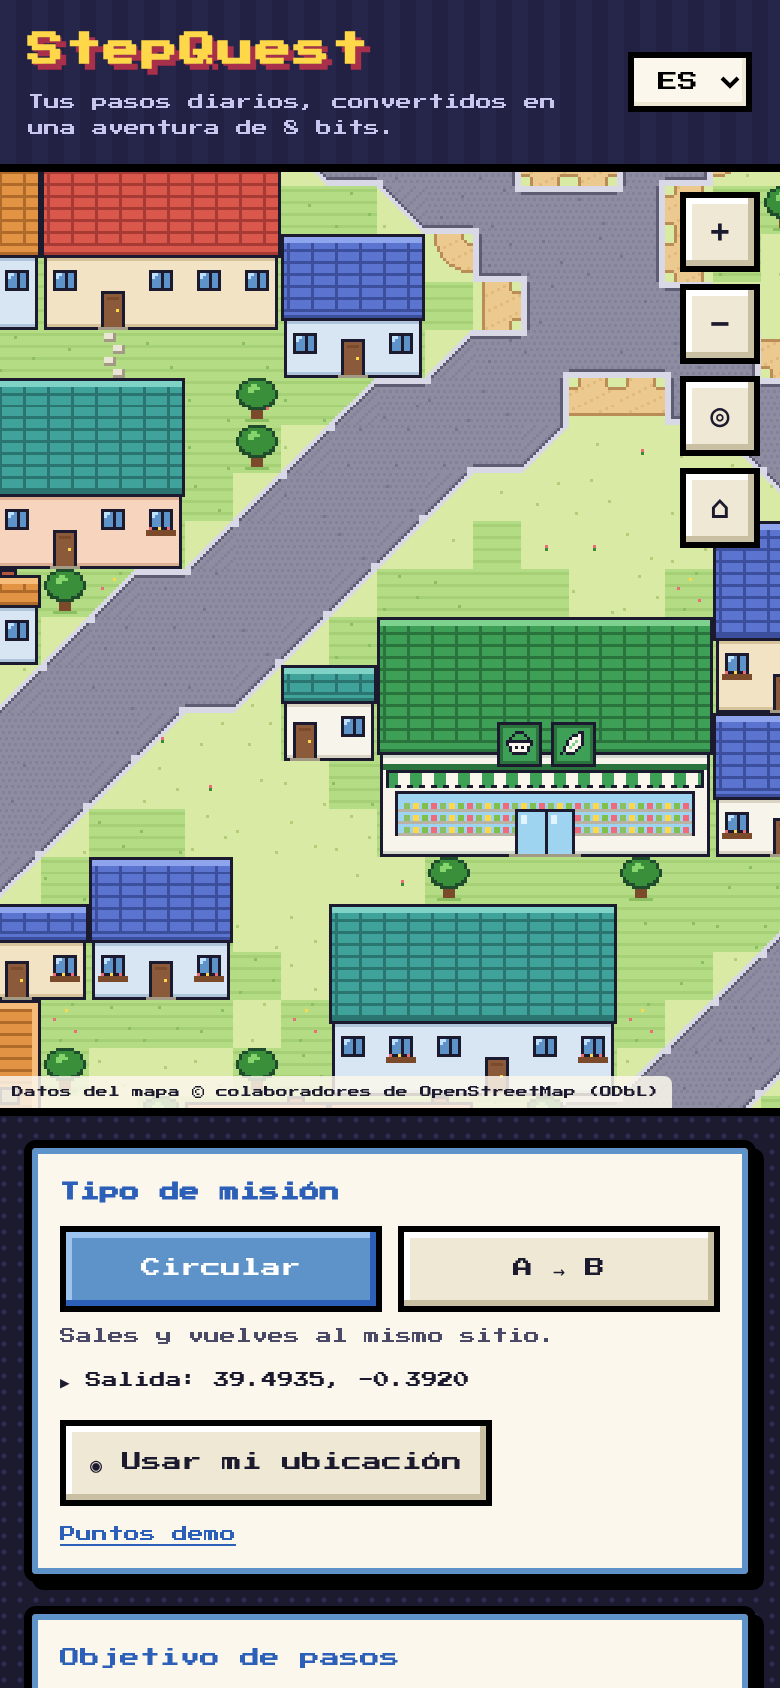 StepQuest
Tus pasos diarios, convertidos en
una aventura de 8 bits.
ES
+
−
Datos del mapa © colaboradores de OpenStreetMap (ODbL)
Tipo de misión
Circular
A → B
Sales y vuelves al mismo sitio.
▸ Salida: 39.4935, -0.3920
◉ Usar mi ubicación
Puntos demo
Objetivo de pasos